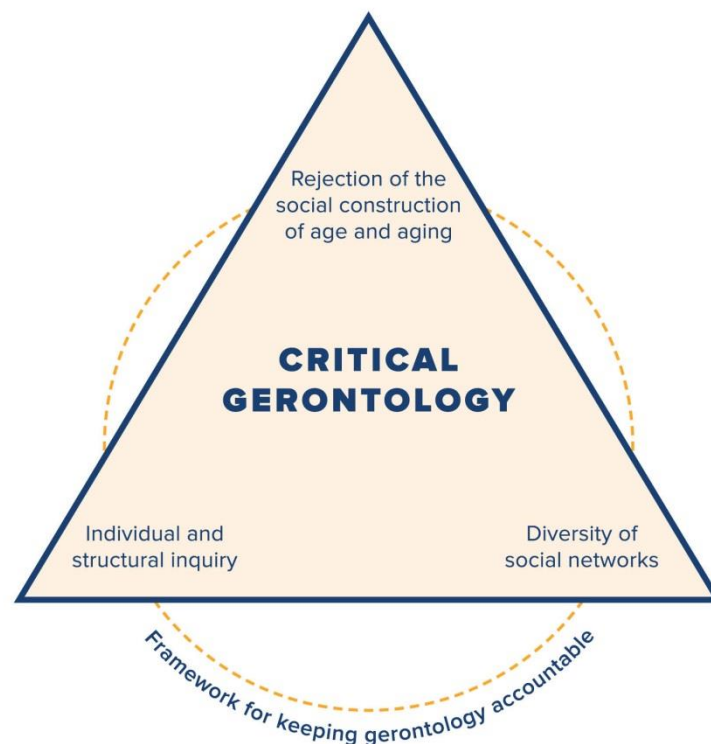 Rejection of the
social construction
of age and aging
CRITICAL
GERONTOLOGY
Individual and
structural inquiry
Diversity of
social networks
Framework for keeping gerontology accountable